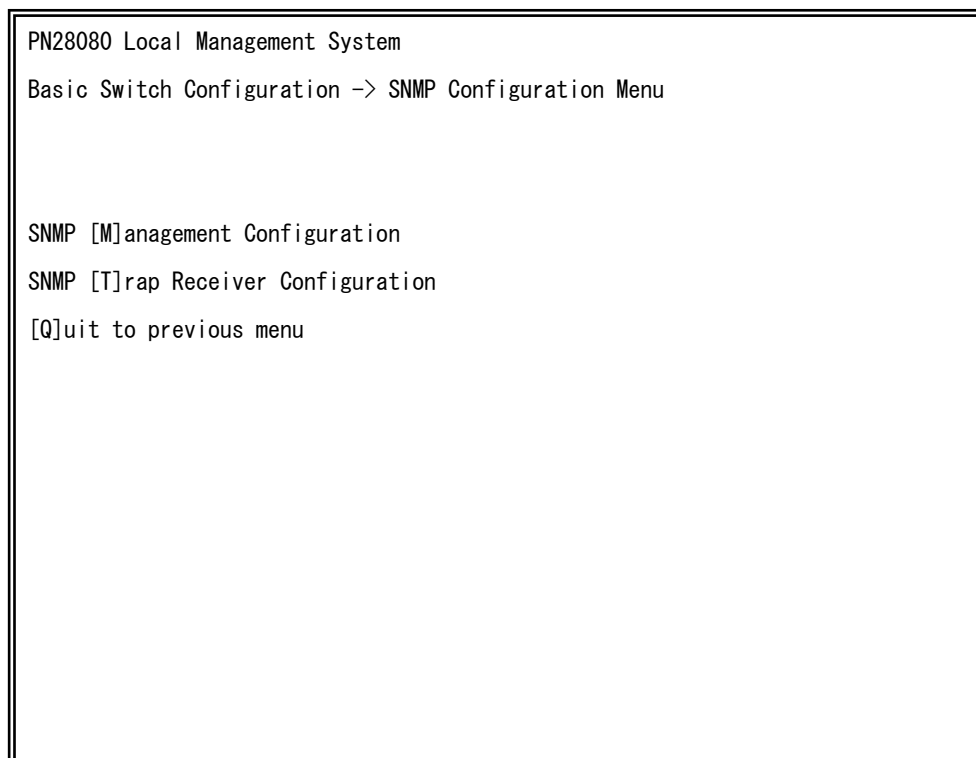 PN28080 Local Management System
Basic Switch Configuration -> SNMP Configuration Menu
SNMP [M]anagement Configuration
SNMP [T]rap Receiver Configuration
[Q]uit to previous menu